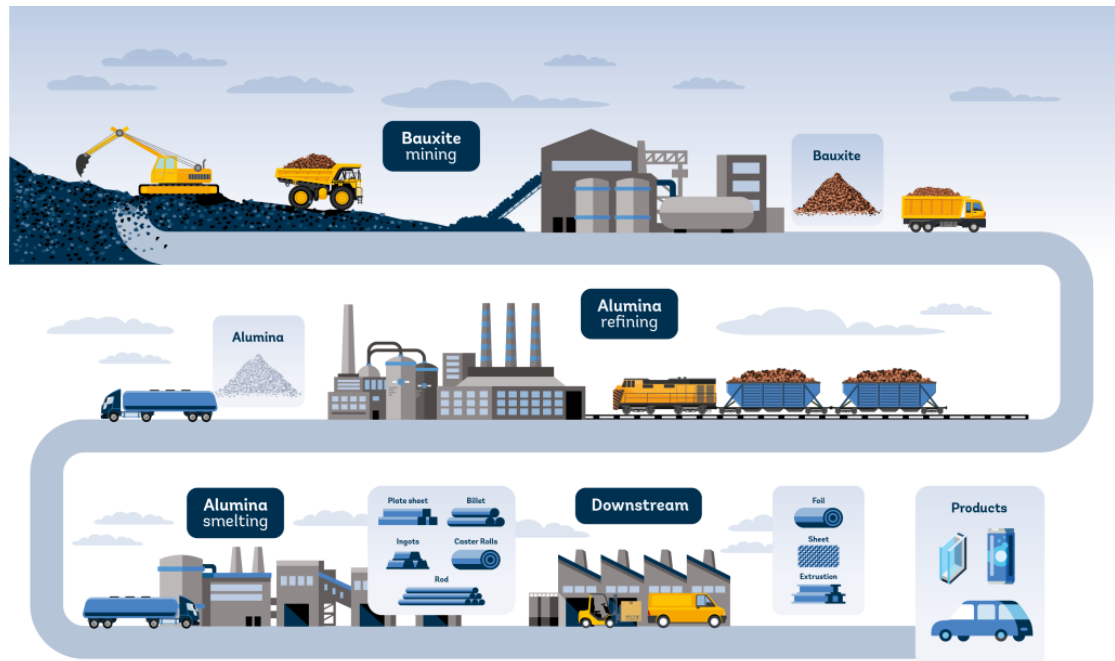 Bauxite
mining
Bauxite
Alumina
refining
Alumina
Alumina
smelting
Plate sheet
Billet
Ingots
Caster Rolls
Rod
Downstream
Foil
Sheet
Extrustion
Products